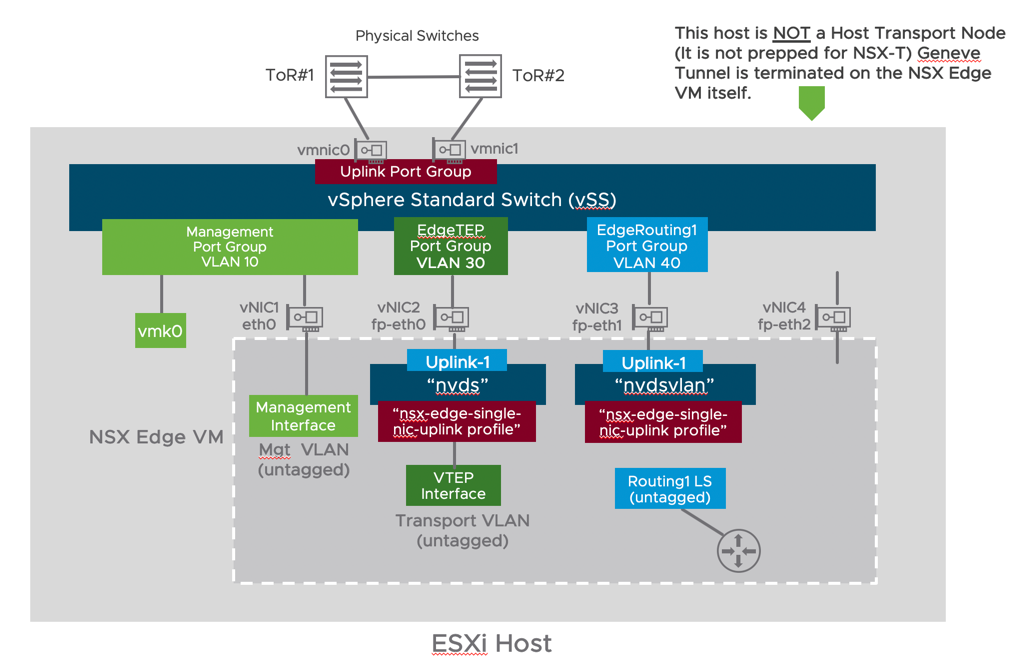 Physical Switches
ToR#1
ToR#2
This host is NOT a Host Transport Node
(It is not prepped for NSX-T) Geneve
Tunnel is terminated on the NSX Edge
VM itself.
vmnic0
vmnic1
Uplink Port Group
vSphere Standard Switch (vSS)
Management
Port Group
VLAN 10
EdgeTEP
Port Group
VLAN 30
EdgeRouting1
Port Group
VLAN 40
vmk0
vNIC1
eth0
vNIC2
fp-eth0
vNIC3
fp-eth1
vNIC4
fp-eth2
Uplink-1
“nvds”
“nsx-edge-single-
nic-uplink profile”
Uplink-1
“nvdsvlan”
“nsx-edge-single-
nic-uplink profile”
Management
Interface
Mgt VLAN
(untagged)
NSX Edge VM
VTEP
Interface
Transport VLAN
(untagged)
Routing1 LS
(untagged)
ESXi Host